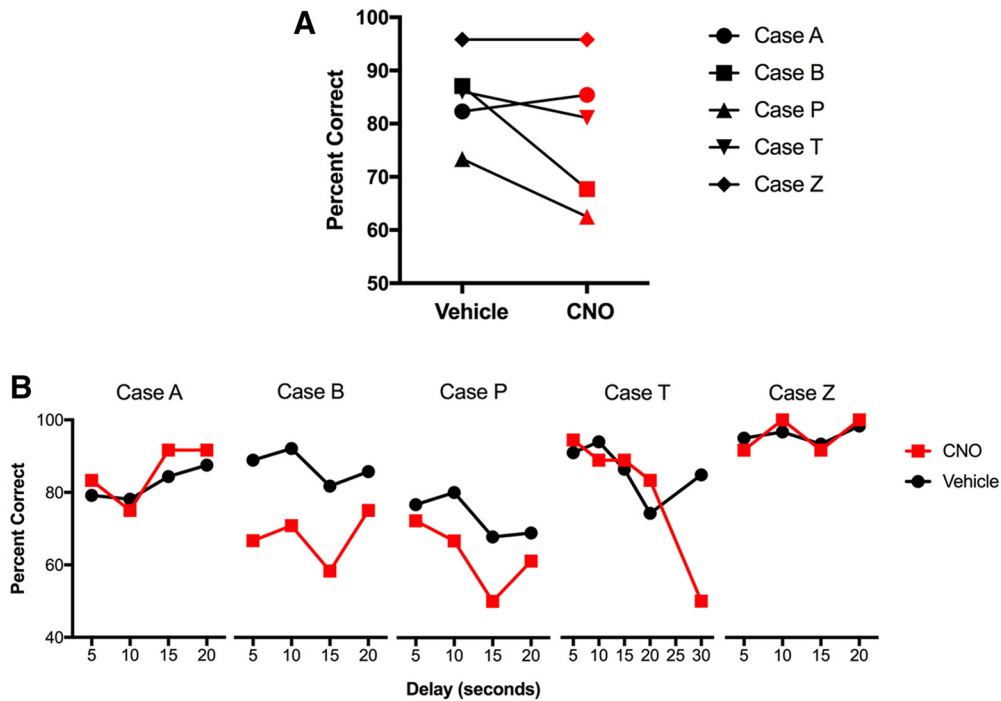 A
100
90
80
70
60
50
Percent Correct
Vehicle CNO
Case A
Case B
Case P
Case T
Case Z
B
Case A Case B Case P Case T Case Z
100
80
60
40
Percent Correct
5 10 15 20 5 10 15 20 5 10 15 20 5 10 15 20 25 30 5 10 15 20
Delay (seconds)
CNO
Vehicle